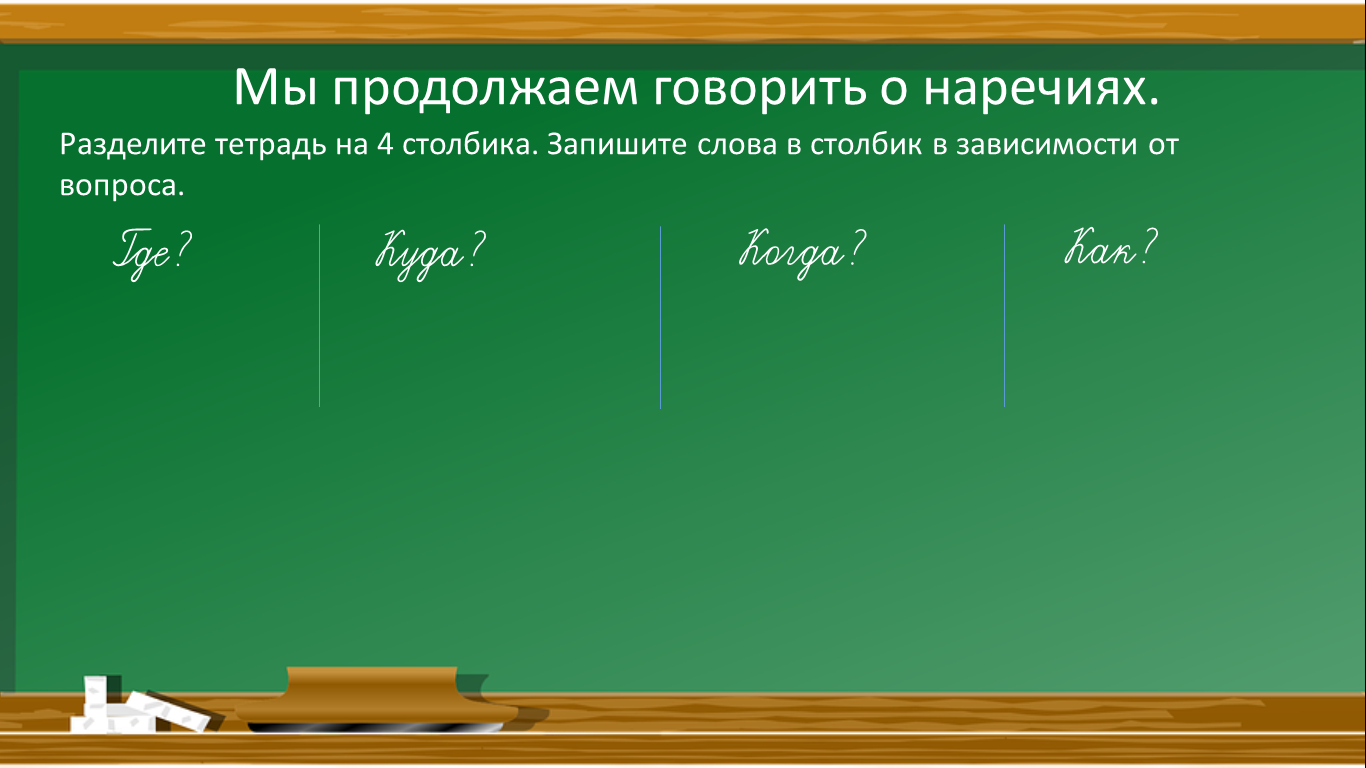 Мы продолжаем говорить о наречиях.
Разделите тетрадь на 4 столбика. Запишите слова в столбик в зависимости от
вопроса.
Где? Куда? Когда? Как?